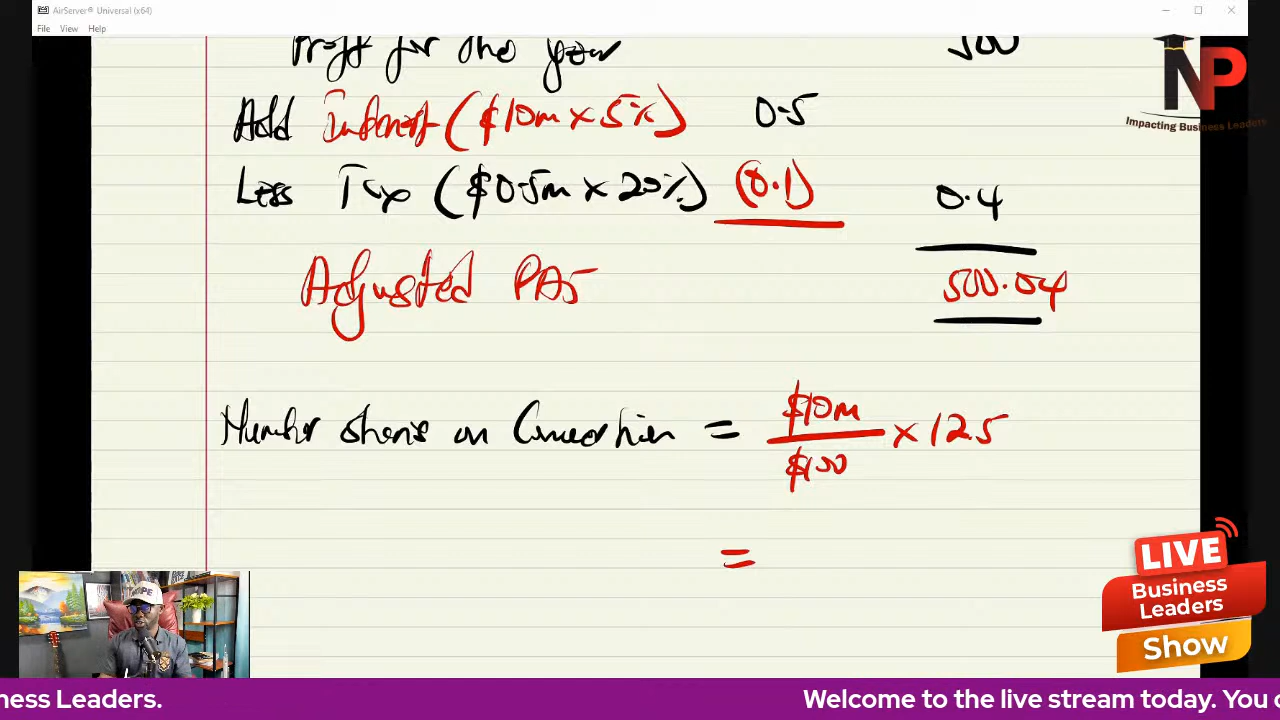 AirServer® Universal (x64)
File View Help
Profit for the year 500
Add Interest ($10m x 5%) 0.5
Less Tax ($0.5m x 20%) (0.1) 0.4
Adjusted PAT 500.04
NP
Impacting Business Leaders
Number shares on Conversion = $10m / $100 x 125
=
LIVE
Business
Leaders
Show
ness Leaders. Welcome to the live stream today. You c